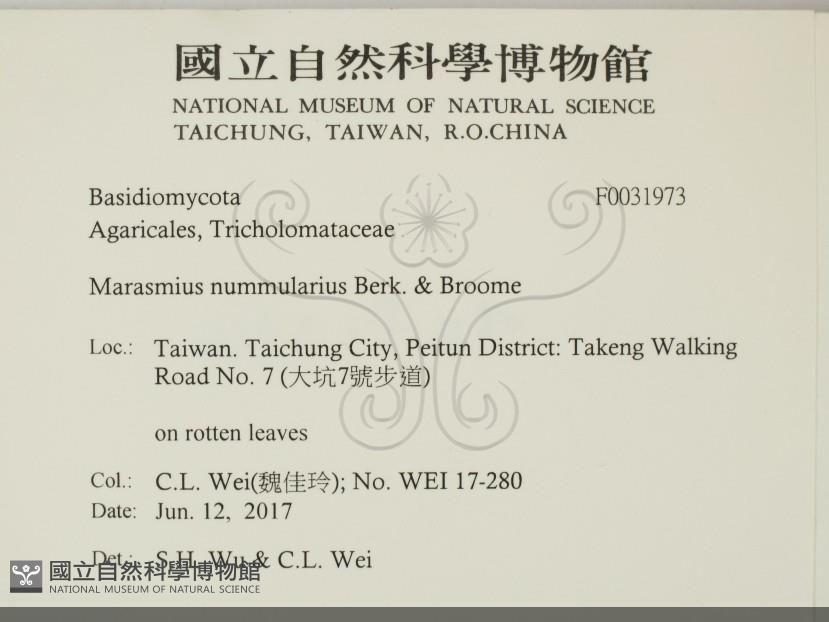 國立自然科學博物館
NATIONAL MUSEUM OF NATURAL SCIENCE
TAICHUNG, TAIWAN, R.O.CHINA
Basidiomycota F0031973
Agaricales, Tricholomataceae
Marasmius nummularius Berk. & Broome
Loc.: Taiwan. Taichung City, Peitun District: Takeng Walking
Road No. 7 (大坑7號步道)
on rotten leaves
Col.: C.L. Wei(魏佳玲); No. WEI 17-280
Date: Jun. 12, 2017
Det.: S.H. Wu & C.L. Wei
國立自然科學博物館
NATIONAL MUSEUM OF NATURAL SCIENCE